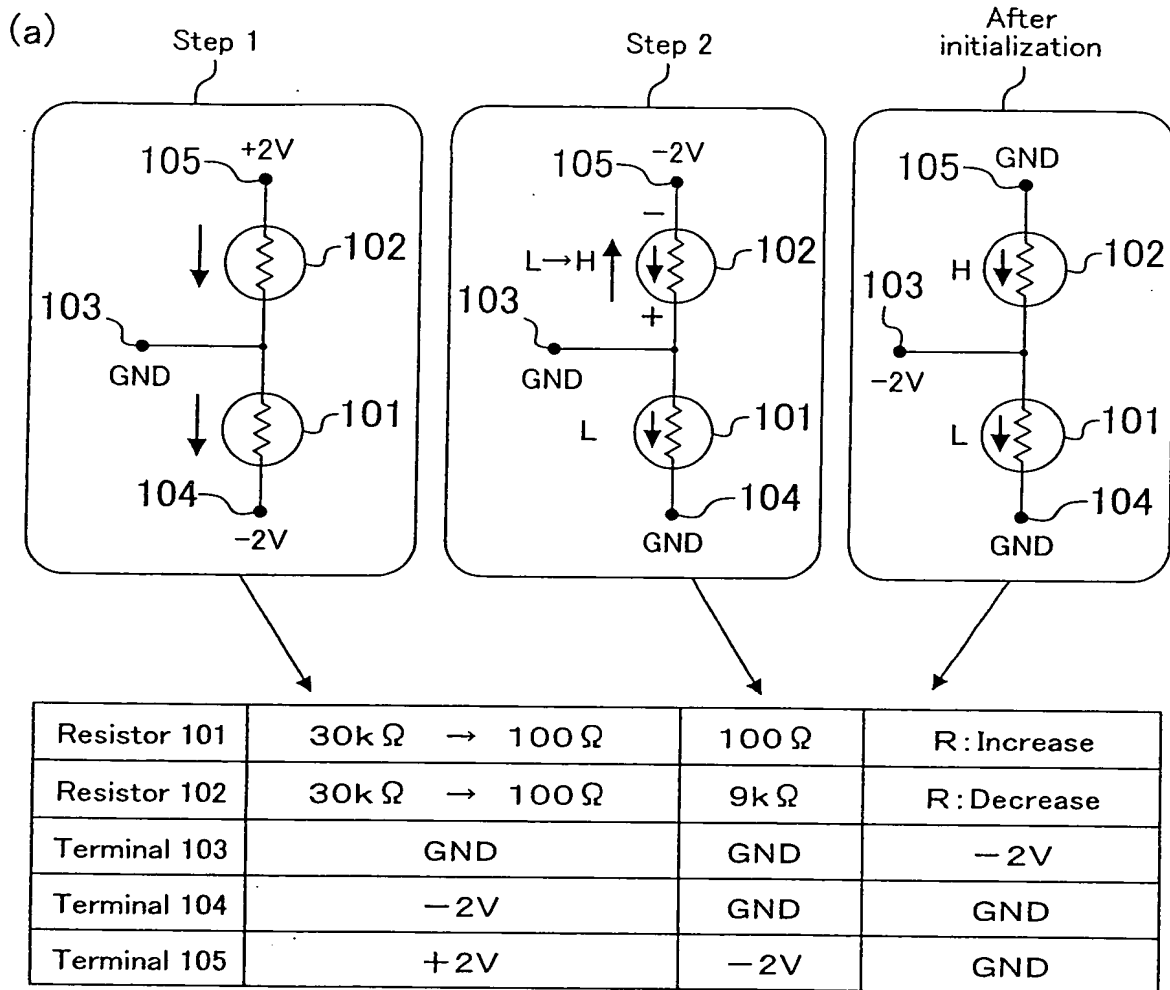 (a)
Step 1
Step 2
After
initialization
+2V
105
102
103
GND
101
104
-2V
-2V
105
-
L→H
102
+
103
GND
L
101
104
GND
GND
105
H
102
103
-2V
L
101
104
GND
Resistor 101 30kΩ → 100Ω 100Ω R:Increase
Resistor 102 30kΩ → 100Ω 9kΩ R:Decrease
Terminal 103 GND GND -2V
Terminal 104 -2V GND GND
Terminal 105 +2V -2V GND